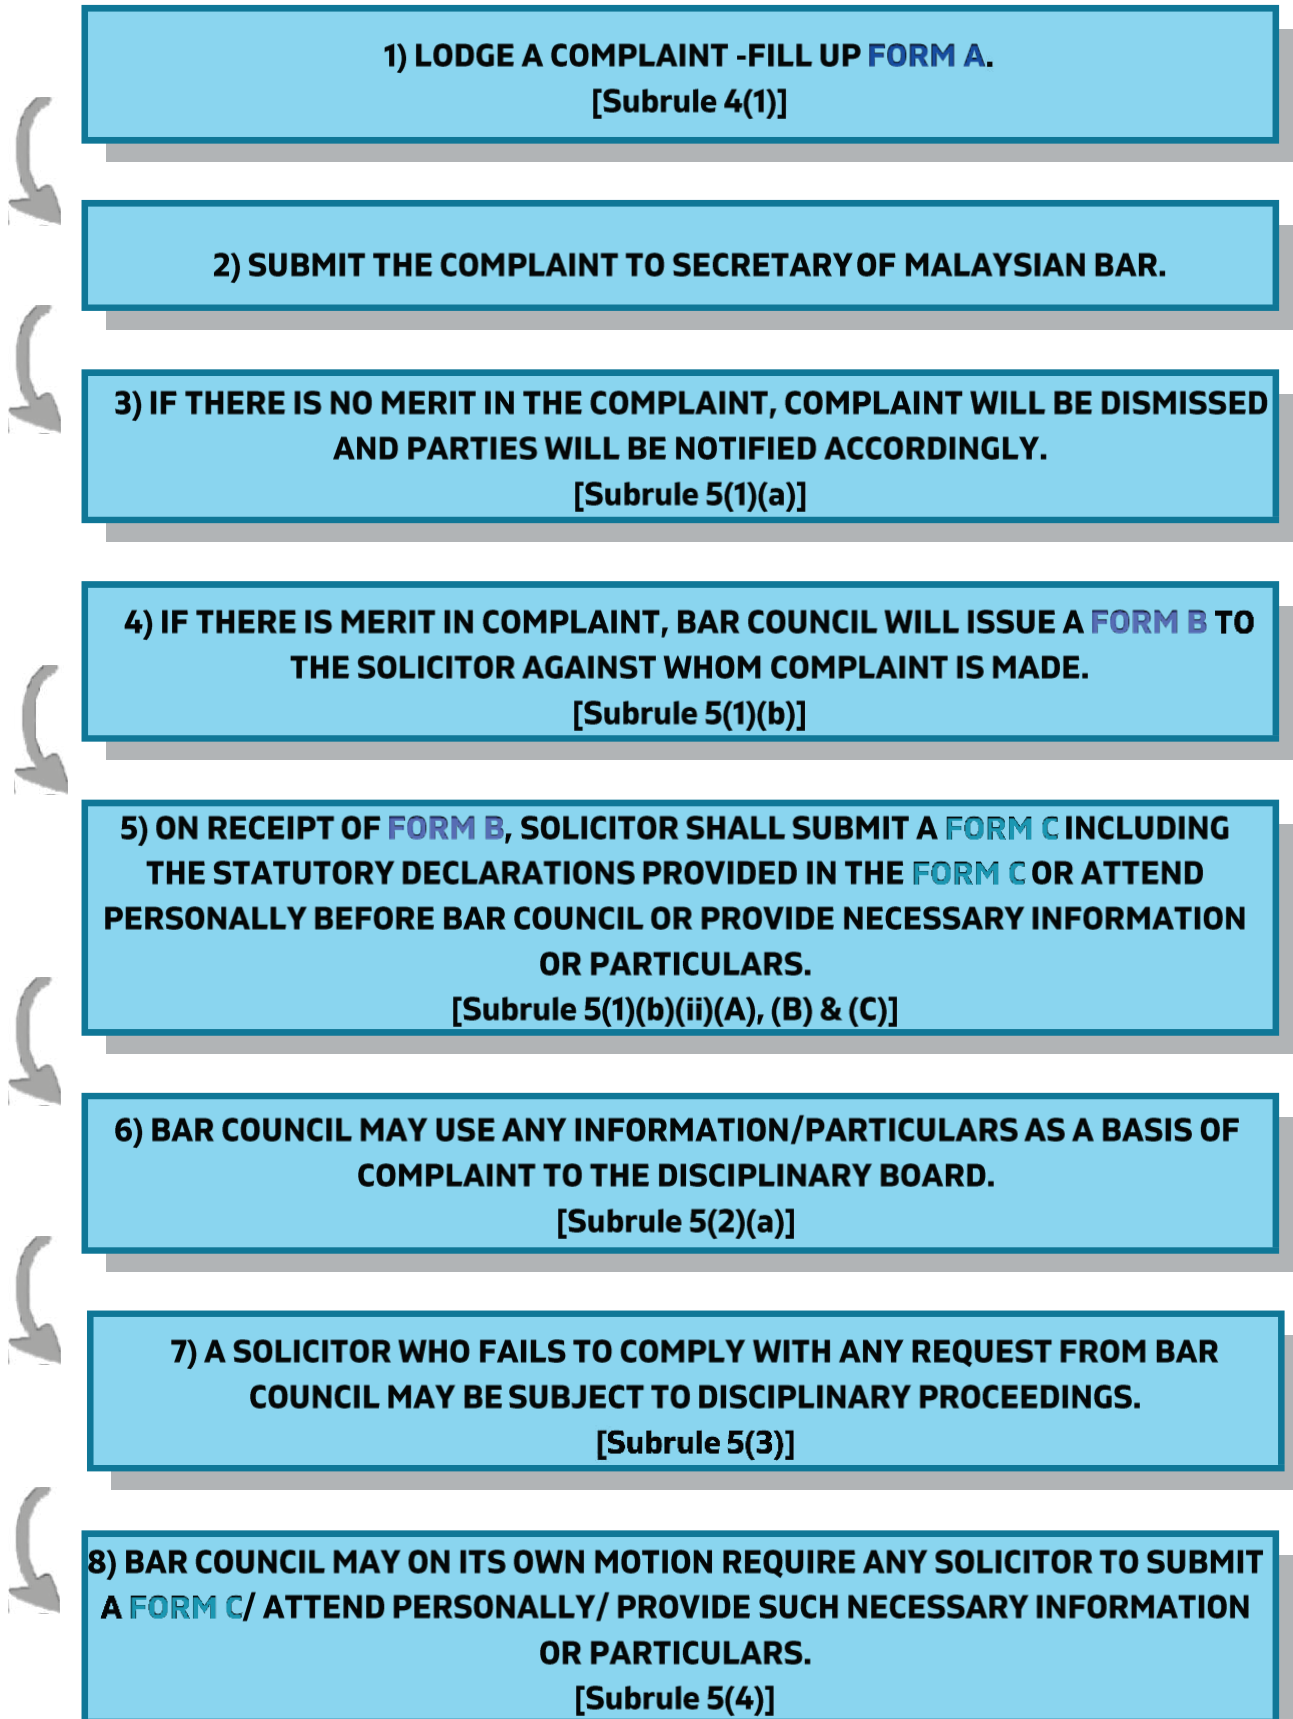 1) LODGE A COMPLAINT -FILL UP FORM A.
[Subrule 4(1)]
2) SUBMIT THE COMPLAINT TO SECRETARY OF MALAYSIAN BAR.
3) IF THERE IS NO MERIT IN THE COMPLAINT, COMPLAINT WILL BE DISMISSED
AND PARTIES WILL BE NOTIFIED ACCORDINGLY.
[Subrule 5(1)(a)]
4) IF THERE IS MERIT IN COMPLAINT, BAR COUNCIL WILL ISSUE A FORM B TO
THE SOLICITOR AGAINST WHOM COMPLAINT IS MADE.
[Subrule 5(1)(b)]
5) ON RECEIPT OF FORM B, SOLICITOR SHALL SUBMIT A FORM C INCLUDING
THE STATUTORY DECLARATIONS PROVIDED IN THE FORM C OR ATTEND
PERSONALLY BEFORE BAR COUNCIL OR PROVIDE NECESSARY INFORMATION
OR PARTICULARS.
[Subrule 5(1)(b)(ii)(A), (B) & (C)]
6) BAR COUNCIL MAY USE ANY INFORMATION/PARTICULARS AS A BASIS OF
COMPLAINT TO THE DISCIPLINARY BOARD.
[Subrule 5(2)(a)]
7) A SOLICITOR WHO FAILS TO COMPLY WITH ANY REQUEST FROM BAR
COUNCIL MAY BE SUBJECT TO DISCIPLINARY PROCEEDINGS.
[Subrule 5(3)]
8) BAR COUNCIL MAY ON ITS OWN MOTION REQUIRE ANY SOLICITOR TO SUBMIT
A FORM C/ ATTEND PERSONALLY/ PROVIDE SUCH NECESSARY INFORMATION
OR PARTICULARS.
[Subrule 5(4)]